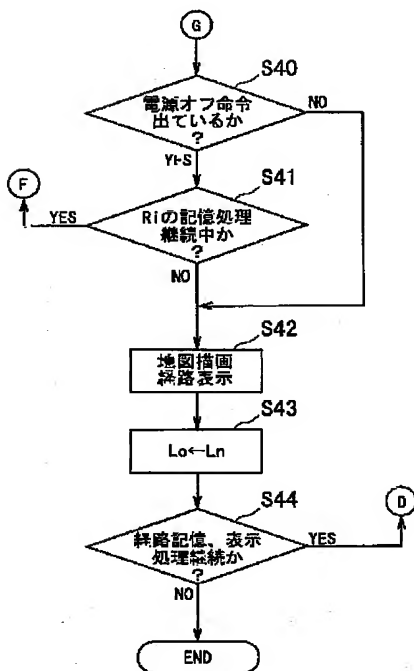 G
S40
電源オフ命令
出ているか
?
NO
YES
S41
F
YES
Riの記憶処理
継続中か
?
NO
S42
地図描画
経路表示
S43
Lo←Ln
S44
D
経路記憶、表示
処理継続か
?
YES
NO
END